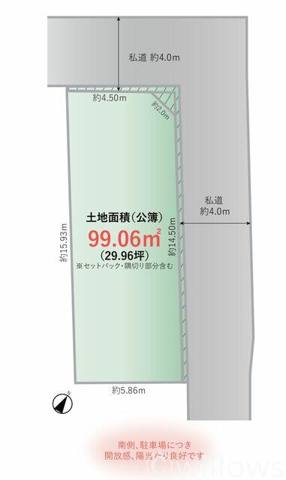 私道 約4.0m
約4.50m
約2.0m
私道
約4.0m
土地面積(公簿)
99.06㎡
(29.96坪)
※セットバック・隅切り部分含む
約15.93m
約14.50m
約5.86m
南側、駐車場につき
開放感、陽当たり良好です